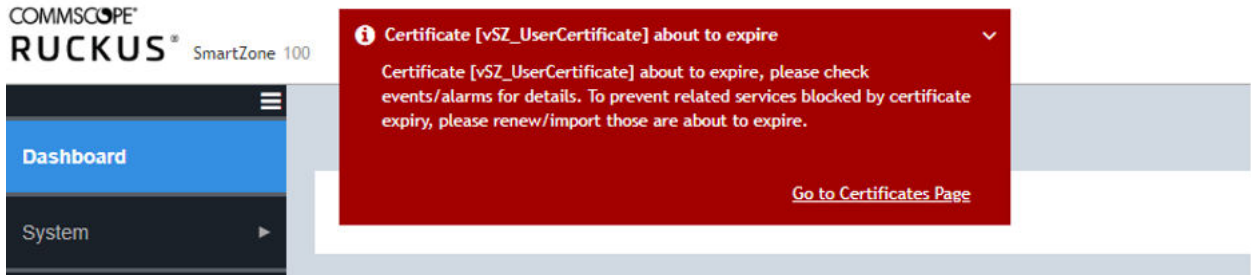 COMMSCOPE®
RUCKUS® SmartZone 100
Certificate [vSZ_UserCertificate] about to expire
Certificate [vSZ_UserCertificate] about to expire, please check
events/alarms for details. To prevent related services blocked by certificate
expiry, please renew/import those are about to expire.
Go to Certificates Page
Dashboard
System